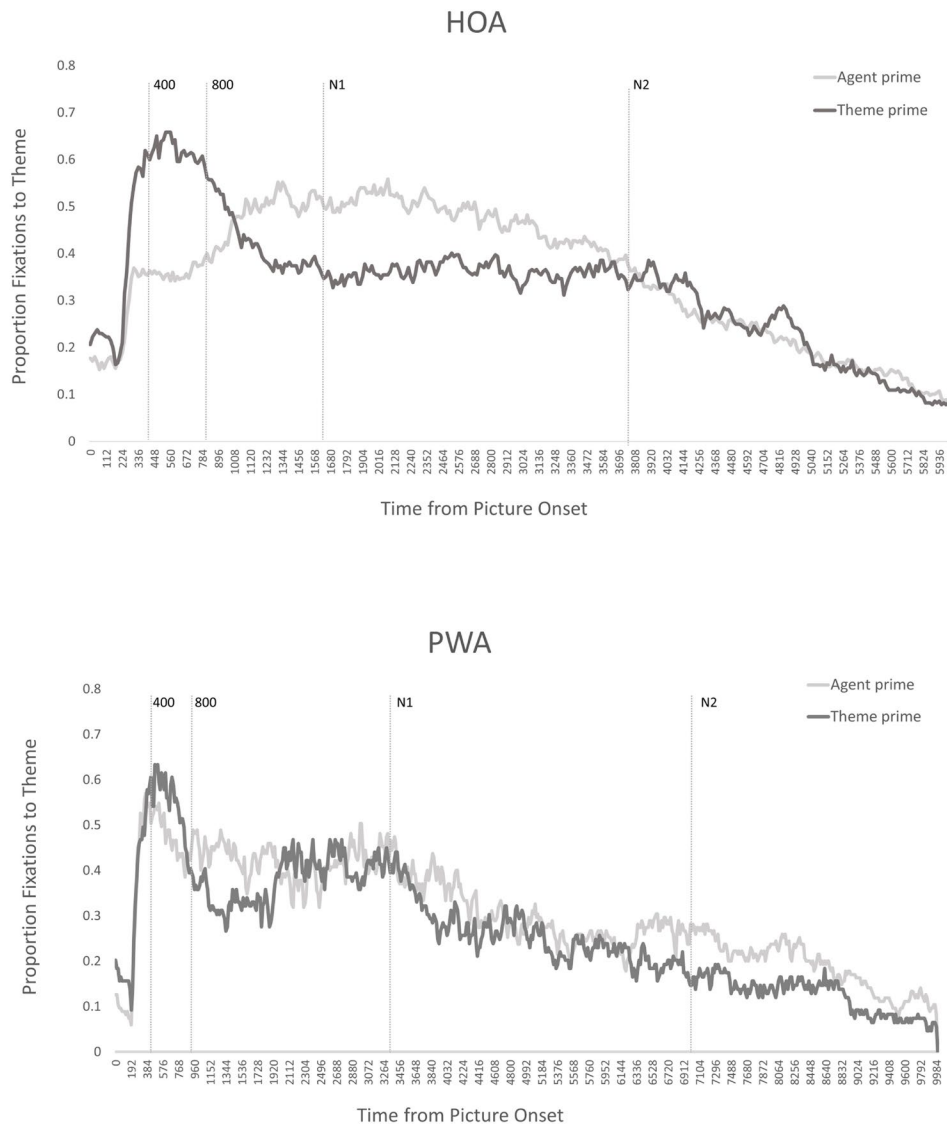 HOA
0.8
0.7
0.6
0.5
0.4
0.3
0.2
0.1
0
Proportion Fixations to Theme
400
800
N1
N2
Agent prime
Theme prime
0 112 224 336 448 560 672 784 896 1008 1120 1232 1344 1456 1568 1680 1792 1904 2016 2128 2240 2352 2464 2576 2688 2800 2912 3024 3136 3248 3360 3472 3584 3696 3808 3920 4032 4144 4256 4368 4480 4592 4704 4816 4928 5040 5152 5264 5376 5488 5600 5712 5824 5936
Time from Picture Onset
PWA
0.8
0.7
0.6
0.5
0.4
0.3
0.2
0.1
0
Proportion Fixations to Theme
400
800
N1
N2
Agent prime
Theme prime
0 192 384 576 768 960 1152 1344 1536 1728 1920 2112 2304 2496 2688 2880 3072 3264 3456 3648 3840 4032 4224 4416 4608 4800 4992 5184 5376 5568 5760 5952 6144 6336 6528 6720 6912 7104 7296 7488 7680 7872 8064 8256 8448 8640 8832 9024 9216 9408 9600 9792 9984
Time from Picture Onset